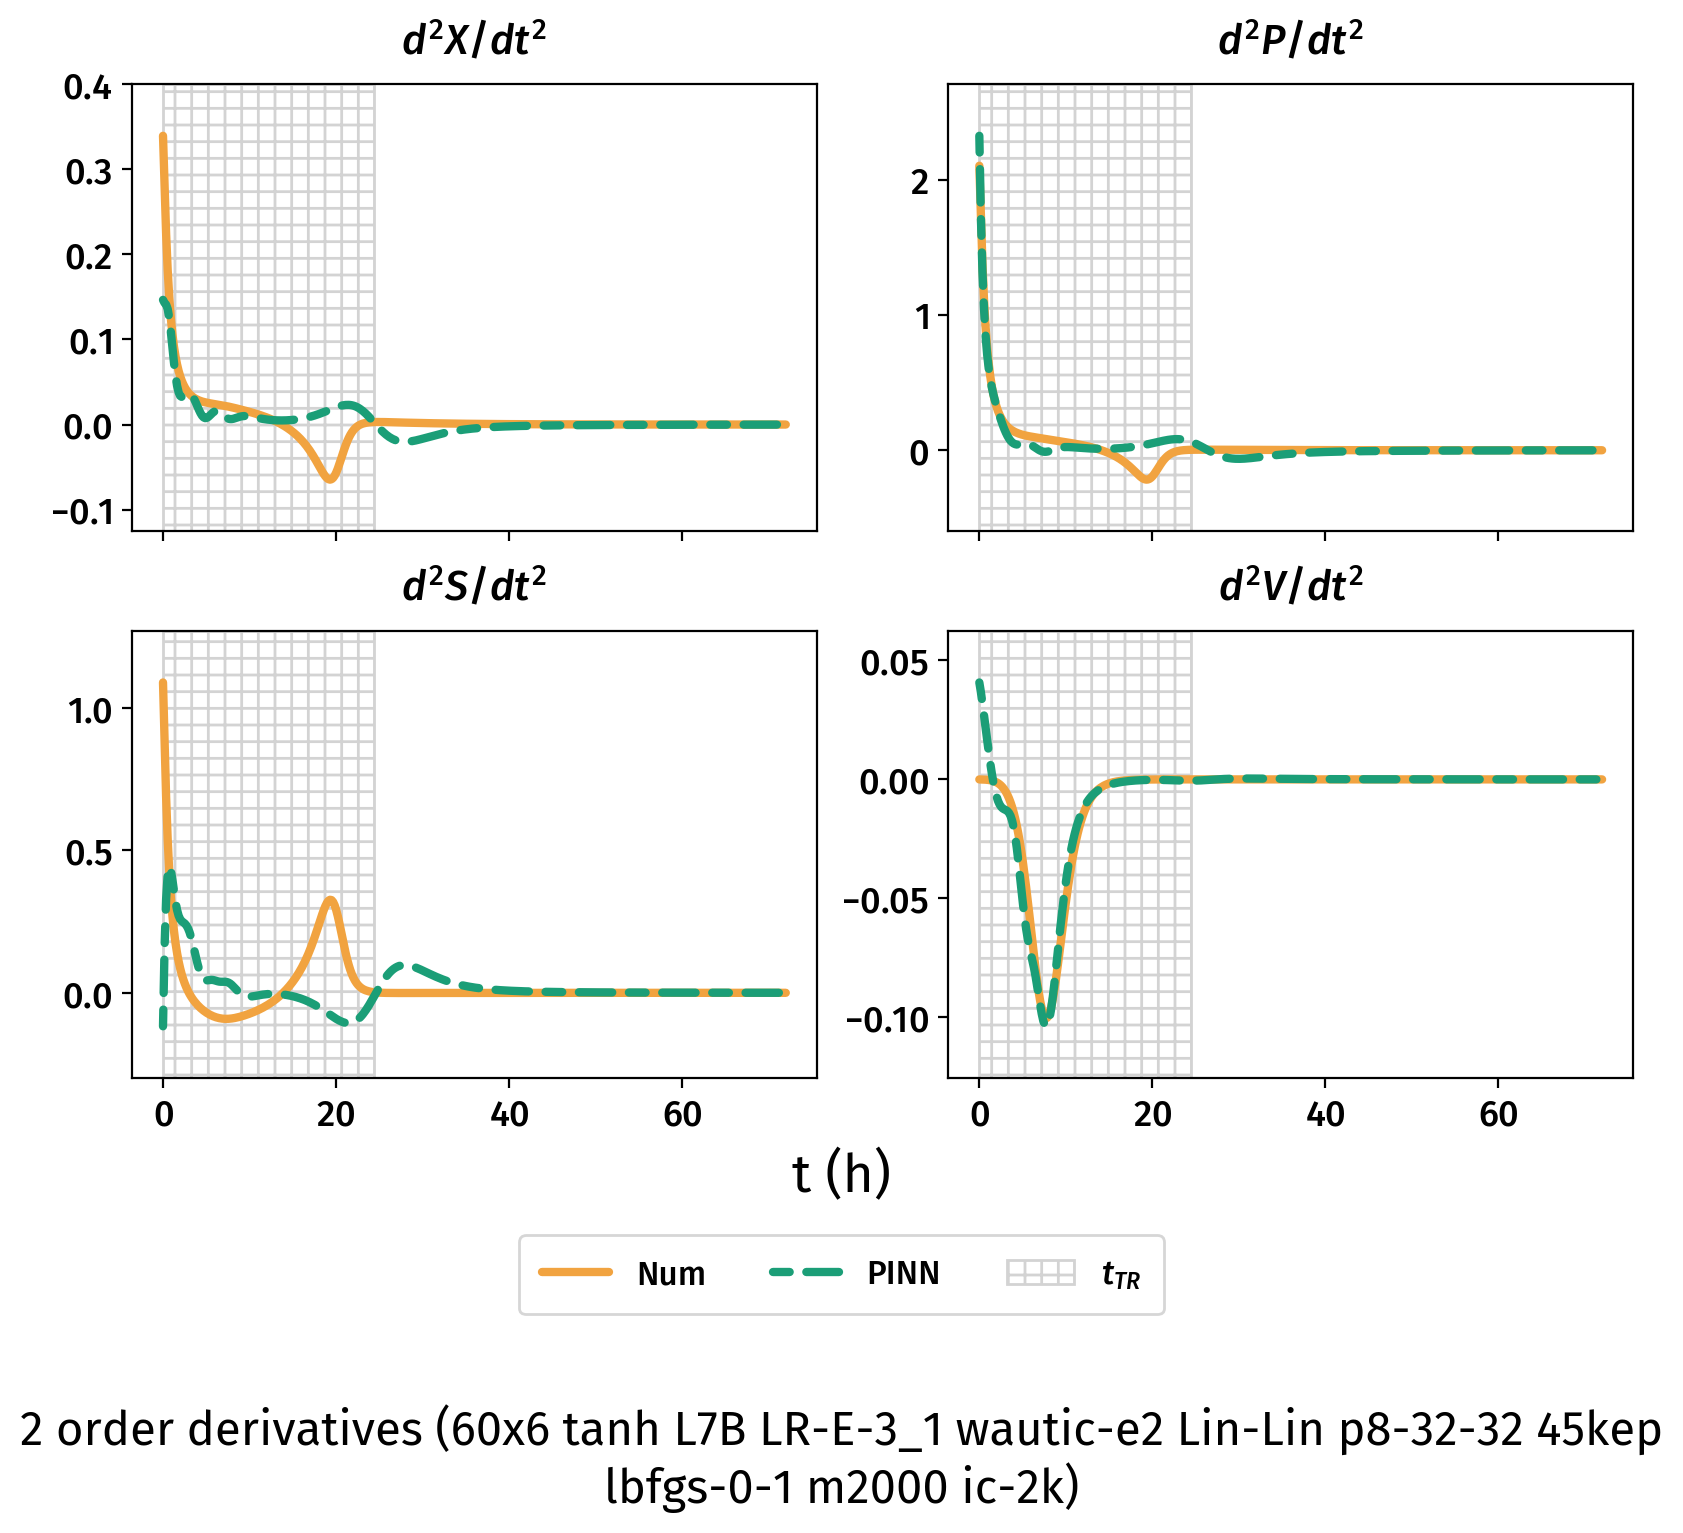 d²X/dt²
d²P/dt²
0.4
0.3
0.2
0.1
0.0
−0.1
2
1
0
d²S/dt²
d²V/dt²
1.0
0.5
0.0
0.05
0.00
−0.05
−0.10
0 20 40 60
0 20 40 60
t (h)
Num PINN t_TR
2 order derivatives (60x6 tanh L7B LR-E-3_1 wautic-e2 Lin-Lin p8-32-32 45kep
lbfgs-0-1 m2000 ic-2k)